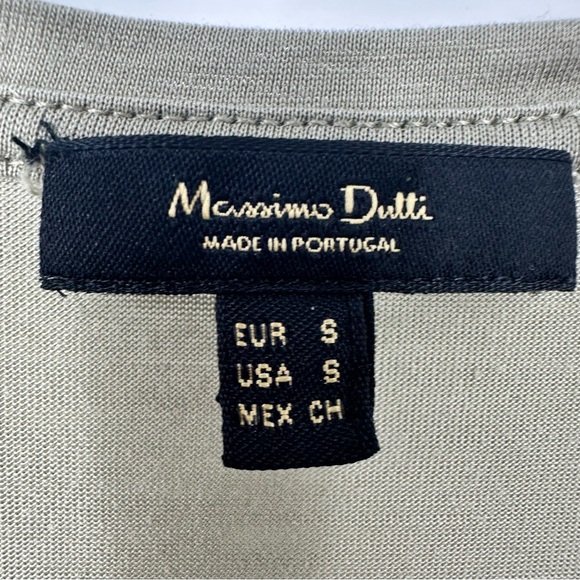 Massimo Dutti
MADE IN PORTUGAL
EUR S
USA S
MEX CH